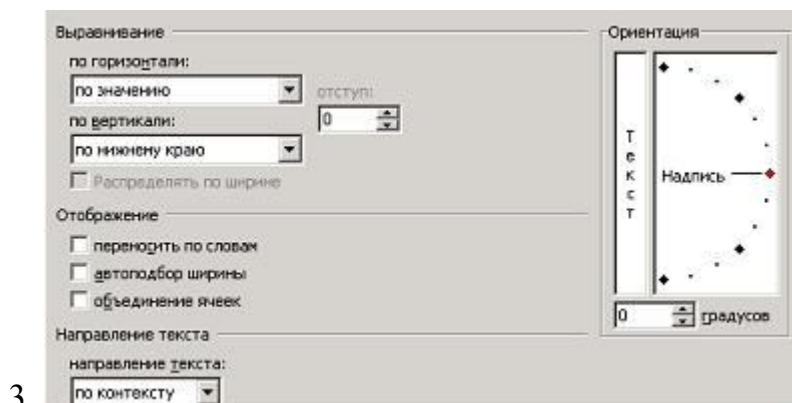 Выравнивание
по горизонтали:
по значению
отступ:
0
по вертикали:
по нижнему краю
Распределять по ширине
Отображение
переносить по словам
автоподбор ширины
объединение ячеек
Направление текста
направление текста:
по контексту
Ориентация
Текст
Надпись
0 градусов
3